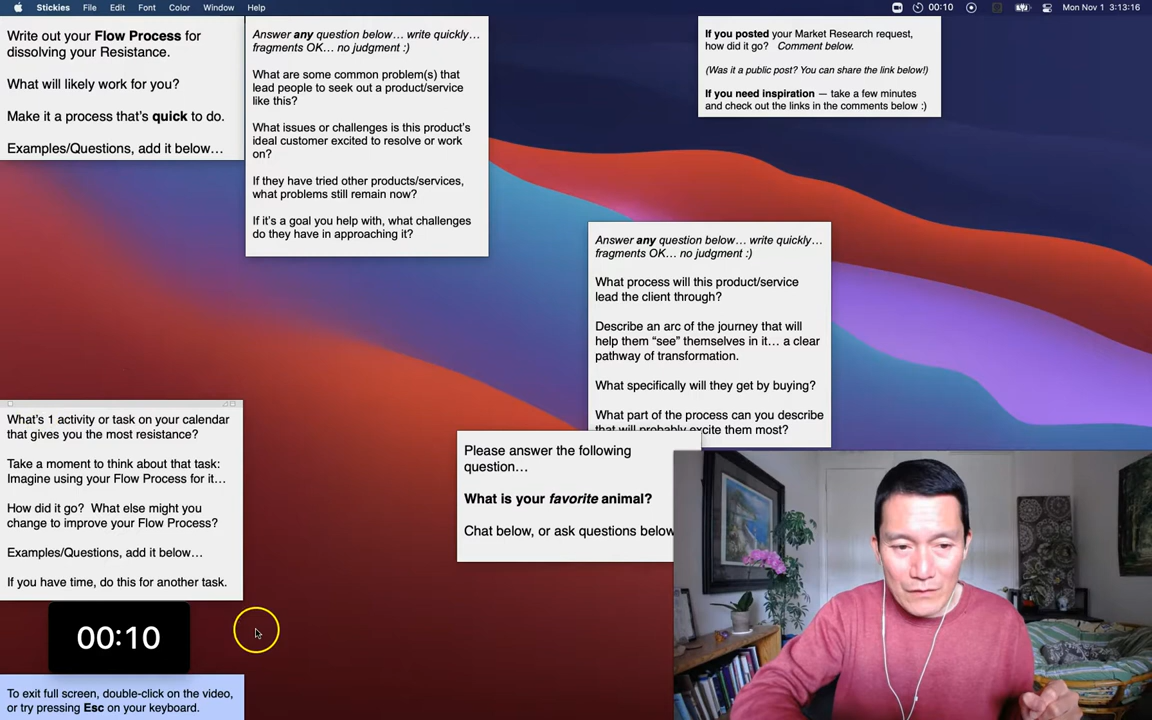 Stickies File Edit Font Color Window Help
00:10 Mon Nov 1 3:13:16
Write out your Flow Process for
dissolving your Resistance.
What will likely work for you?
Make it a process that's quick to do.
Examples/Questions, add it below…
Answer any question below… write quickly…
fragments OK… no judgment :)
What are some common problem(s) that
lead people to seek out a product/service
like this?
What issues or challenges is this product's
ideal customer excited to resolve or work
on?
If they have tried other products/services,
what problems still remain now?
If it's a goal you help with, what challenges
do they have in approaching it?
If you posted your Market Research request,
how did it go? Comment below.
(Was it a public post? You can share the link below!)
If you need inspiration — take a few minutes
and check out the links in the comments below :)
Answer any question below… write quickly…
fragments OK… no judgment :)
What process will this product/service
lead the client through?
Describe an arc of the journey that will
help them “see” themselves in it… a clear
pathway of transformation.
What specifically will they get by buying?
What part of the process can you describe
that will probably excite them most?
What's 1 activity or task on your calendar
that gives you the most resistance?
Take a moment to think about that task:
Imagine using your Flow Process for it…
How did it go? What else might you
change to improve your Flow Process?
Examples/Questions, add it below…
If you have time, do this for another task.
Please answer the following
question…
What is your favorite animal?
Chat below, or ask questions below
00:10
To exit full screen, double-click on the video,
or try pressing Esc on your keyboard.